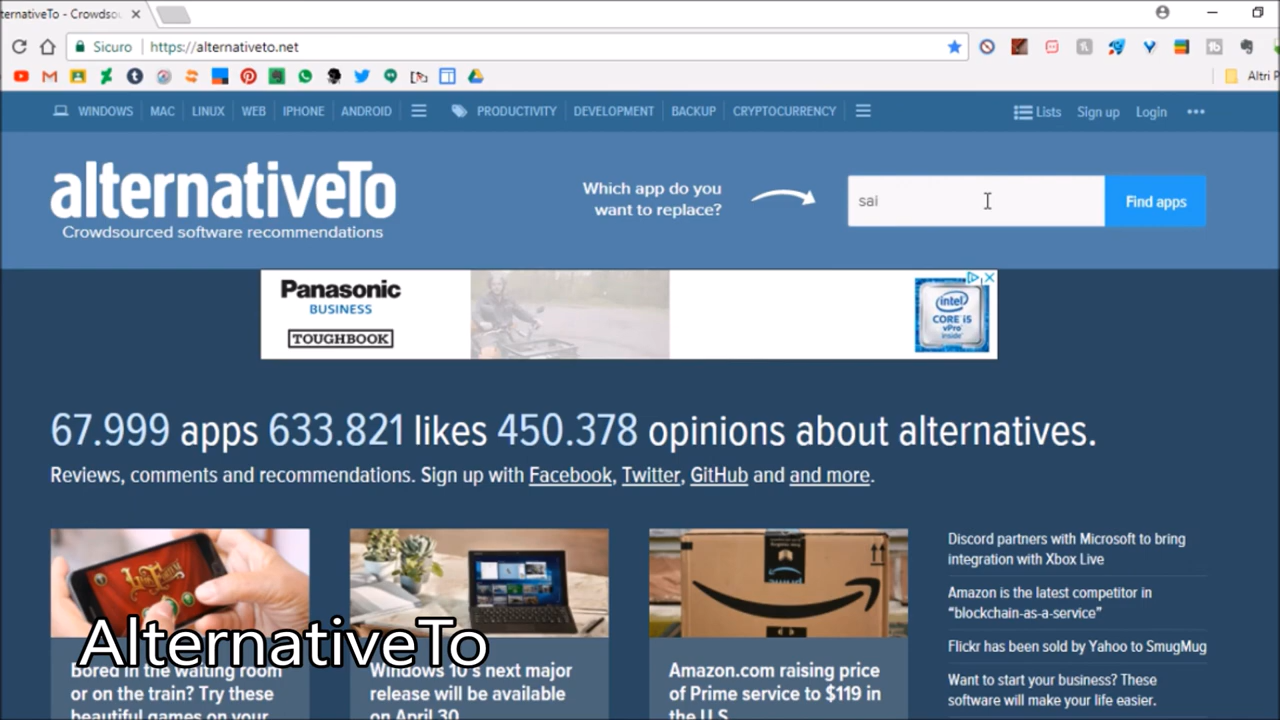 ternativeTo - Crowdsou
Sicuro
https://alternativeto.net
Altri P
WINDOWS MAC LINUX WEB IPHONE ANDROID PRODUCTIVITY DEVELOPMENT BACKUP CRYPTOCURRENCY Lists Sign up Login
alternativeTo
Crowdsourced software recommendations
Which app do you
want to replace?
sai
Find apps
Panasonic
BUSINESS
TOUGHBOOK
intel
CORE i5
vPro
inside
67.999 apps 633.821 likes 450.378 opinions about alternatives.
Reviews, comments and recommendations. Sign up with Facebook, Twitter, GitHub and and more.
Bored in the waiting room
or on the train? Try these
beautiful games on your
Windows 10's next major
release will be available
on April 30
Amazon.com raising price
of Prime service to $119 in
the U.S.
Discord partners with Microsoft to bring
integration with Xbox Live
Amazon is the latest competitor in
"blockchain-as-a-service"
Flickr has been sold by Yahoo to SmugMug
Want to start your business? These
software will make your life easier.
AlternativeTo